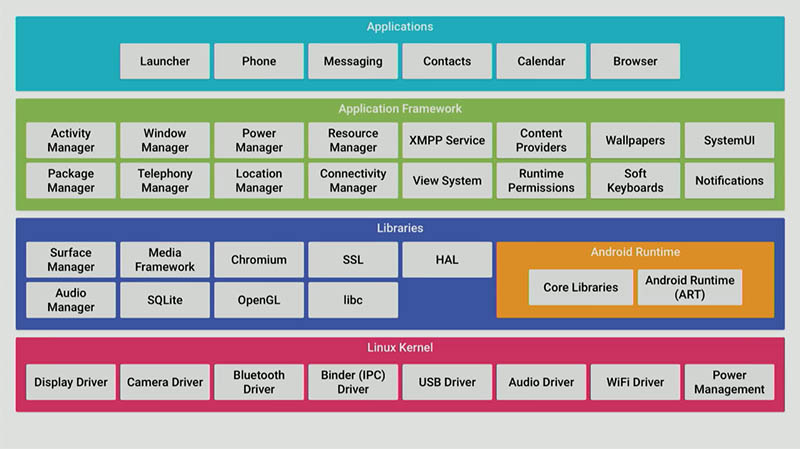 Applications
Launcher
Phone
Messaging
Contacts
Calendar
Browser
Application Framework
Activity
Manager
Window
Manager
Power
Manager
Resource
Manager
XMPP Service
Content
Providers
Wallpapers
SystemUI
Package
Manager
Telephony
Manager
Location
Manager
Connectivity
Manager
View System
Runtime
Permissions
Soft
Keyboards
Notifications
Libraries
Surface
Manager
Media
Framework
Chromium
SSL
HAL
Audio
Manager
SQLite
OpenGL
libc
Android Runtime
Core Libraries
Android Runtime
(ART)
Linux Kernel
Display Driver
Camera Driver
Bluetooth
Driver
Binder (IPC)
Driver
USB Driver
Audio Driver
WiFi Driver
Power
Management